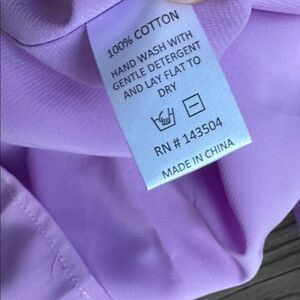 100% COTTON
HAND WASH WITH
GENTLE DETERGENT
AND LAY FLAT TO
DRY
RN # 143504
MADE IN CHINA